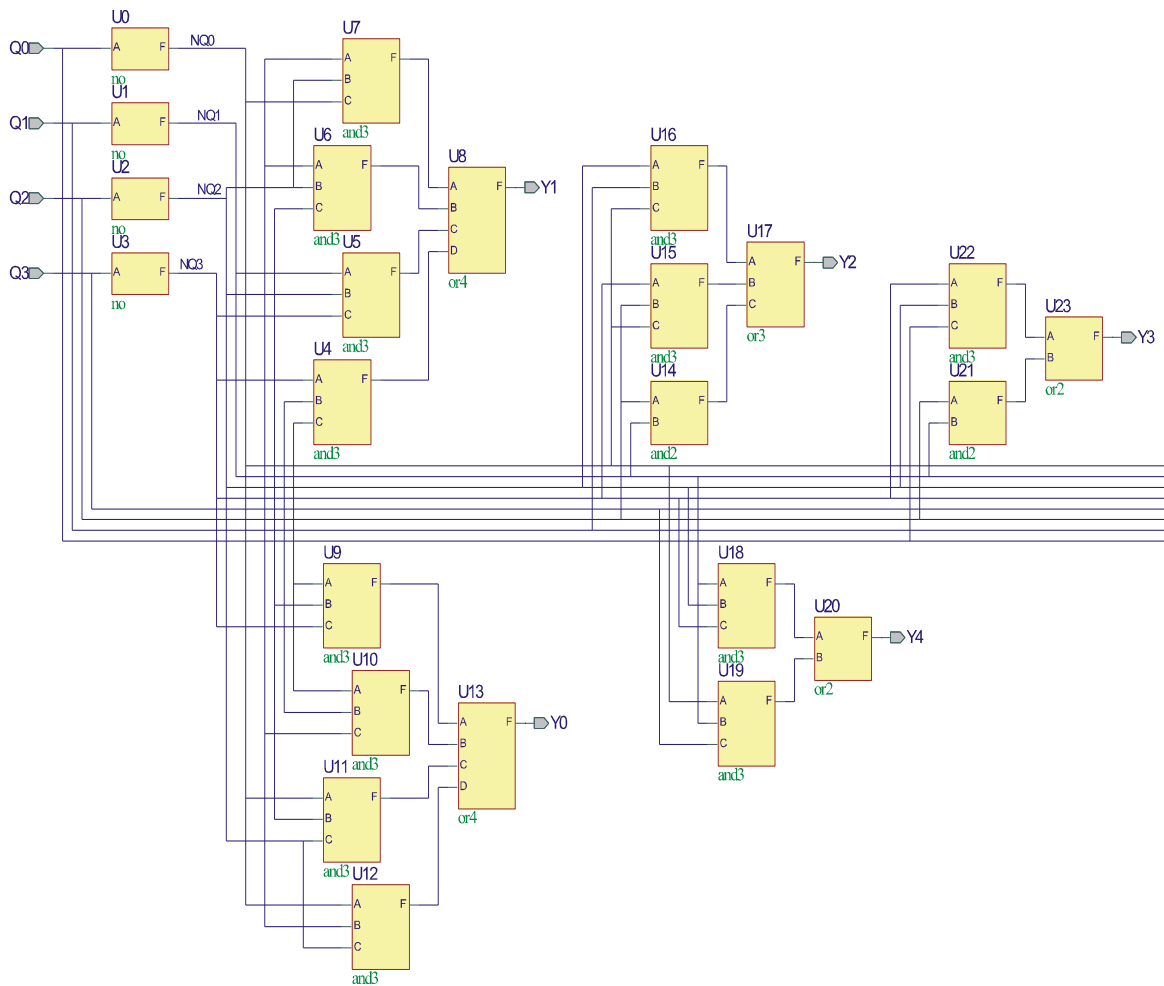 U0
Q0 A F NQ0
no
U1
Q1 A F NQ1
no
U2
Q2 A F NQ2
no
U3
Q3 A F NQ3
no
U7
A F
B
C
and3
U6
A F
B
C
and3
U5
A F
B
C
and3
U4
A F
B
C
and3
U8
A F Y1
B
C
D
or4
U16
A F
B
C
and3
U15
A F
B
C
and3
U14
A F
B
and2
U17
A F Y2
B
C
or3
U22
A F
B
C
and3
U21
A F
B
and2
U23
A F Y3
B
or2
U9
A F
B
C
and3
U10
A F
B
C
and3
U11
A F
B
C
and3
U12
A F
B
C
and3
U13
A F Y0
B
C
D
or4
U18
A F
B
C
and3
U19
A F
B
C
and3
U20
A F Y4
B
or2